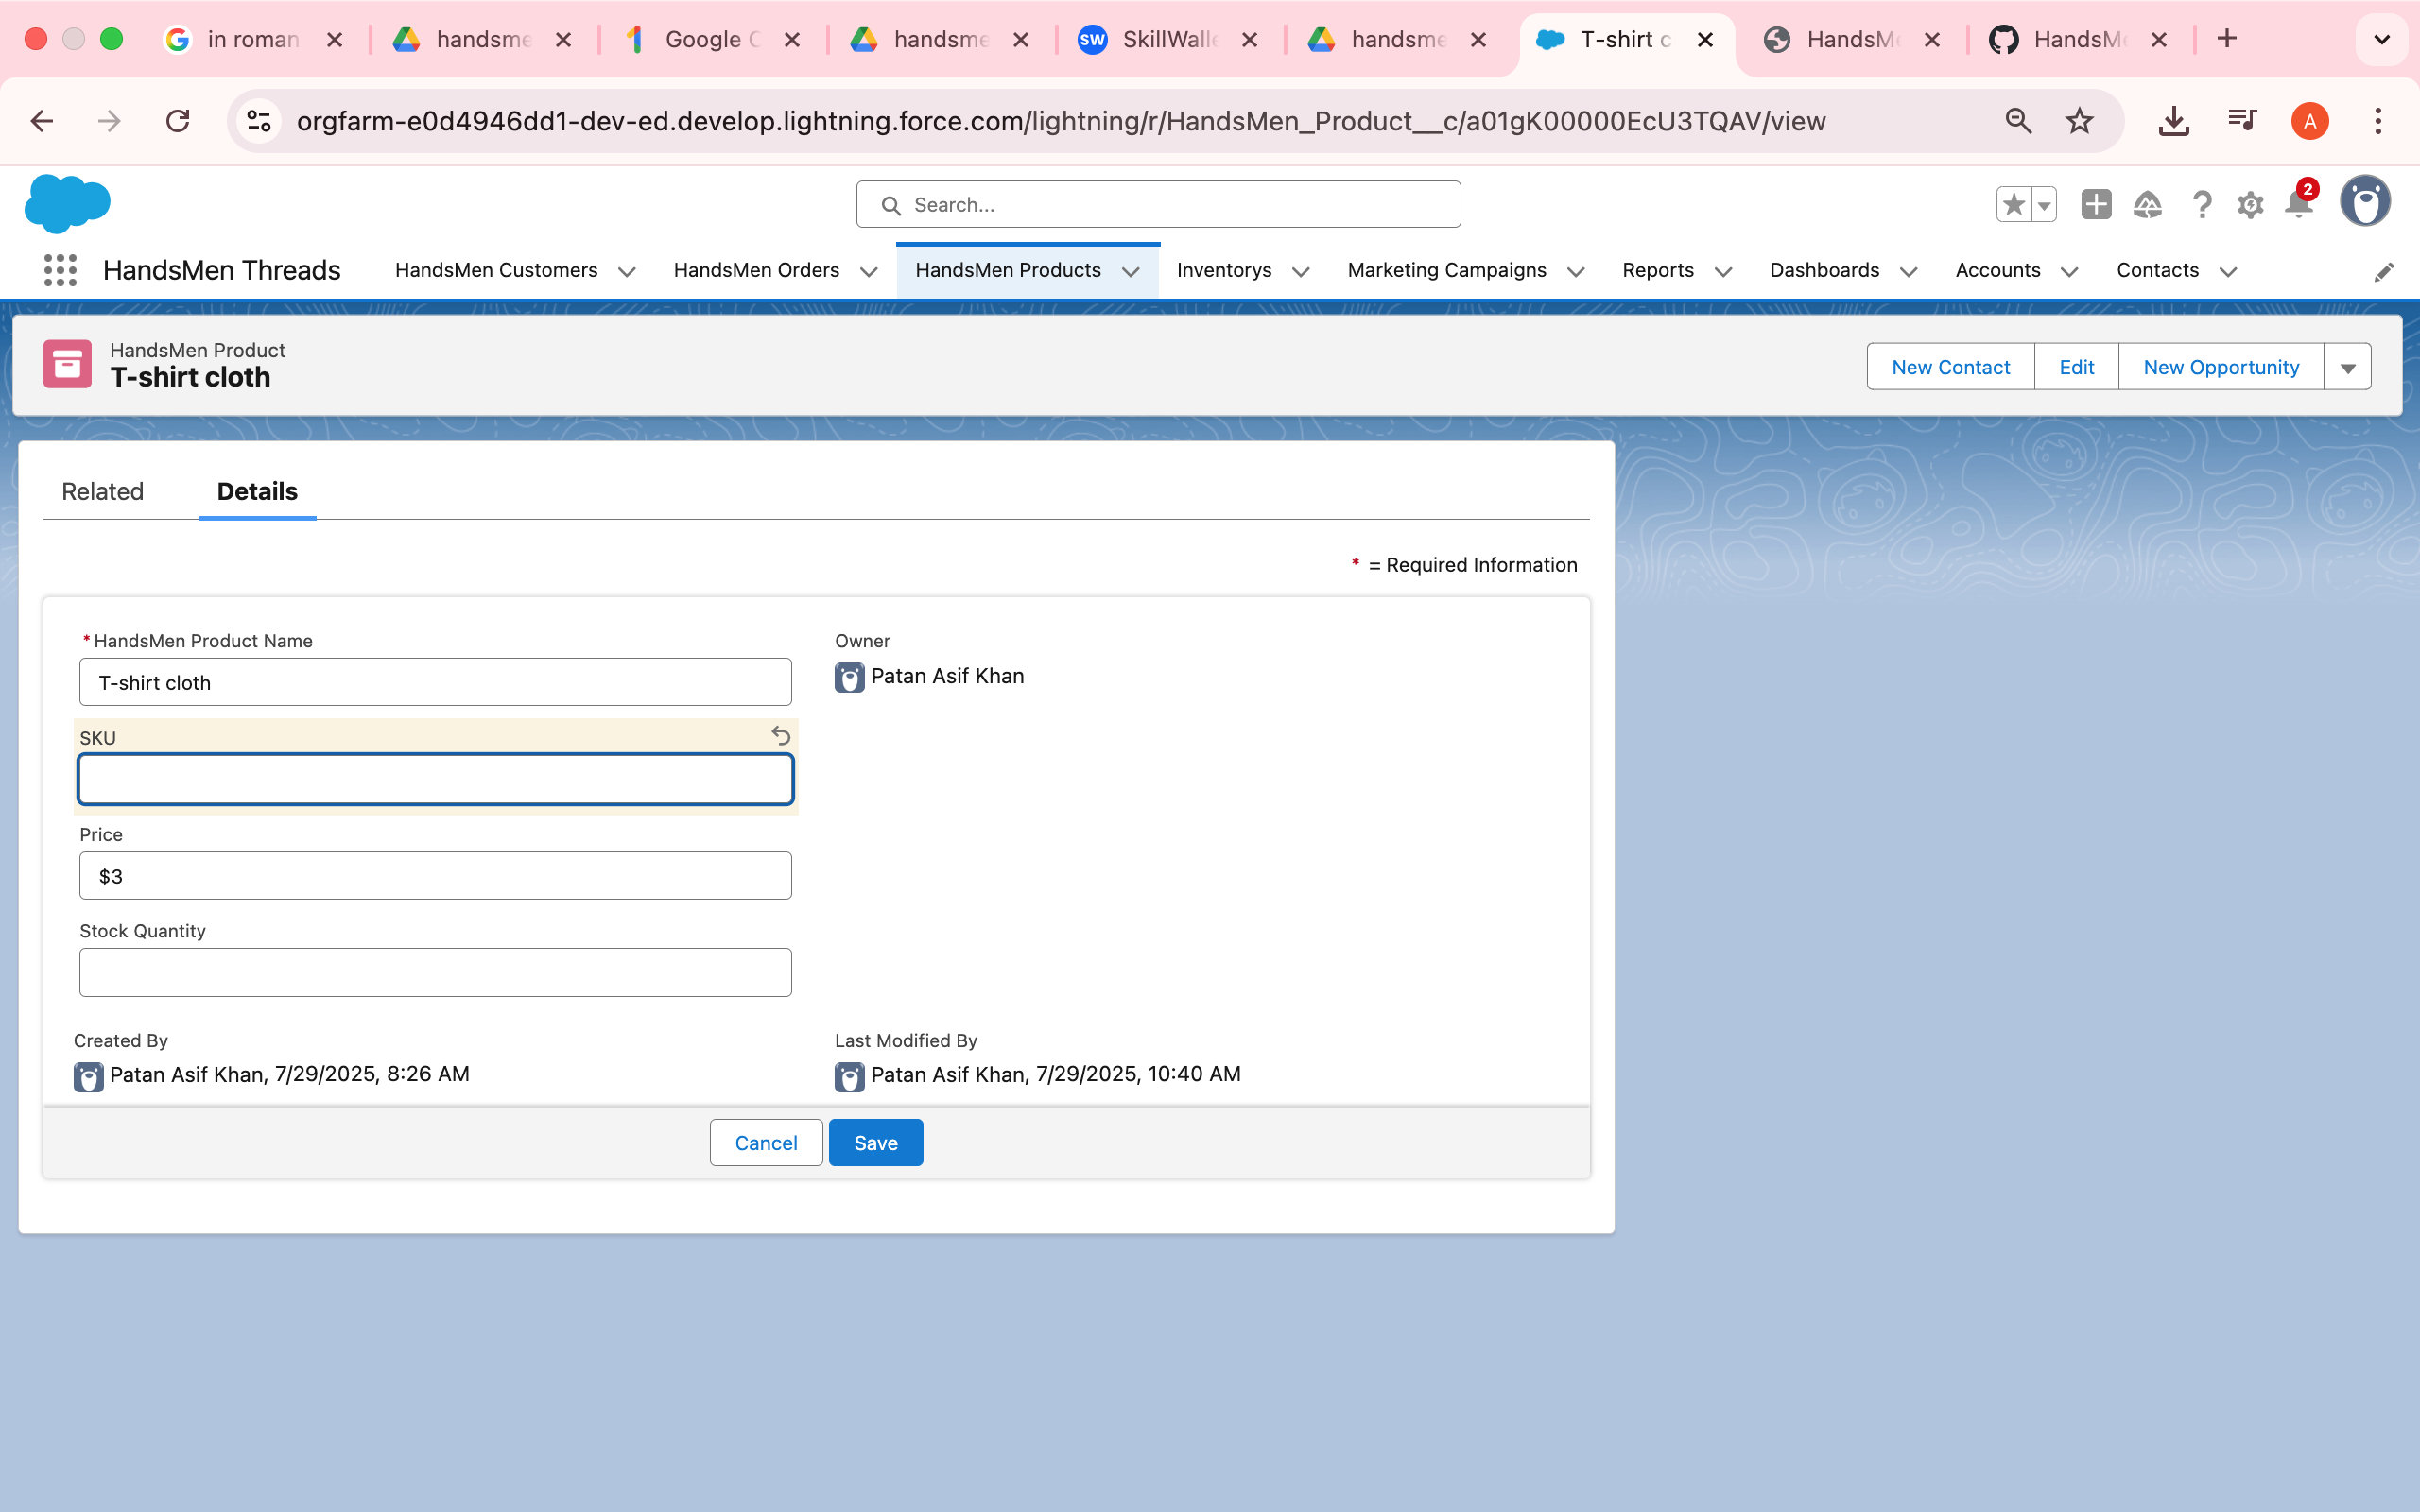 in roman
handsme
Google C
handsme
SW SkillWalle
handsme
T-shirt c
HandsMe
HandsMe
orgfarm-e0d4946dd1-dev-ed.develop.lightning.force.com/lightning/r/HandsMen_Product__c/a01gK00000EcU3TQAV/view
A
Search...
2
HandsMen Threads
HandsMen Customers
HandsMen Orders
HandsMen Products
Inventorys
Marketing Campaigns
Reports
Dashboards
Accounts
Contacts
HandsMen Product
T-shirt cloth
New Contact
Edit
New Opportunity
Related
Details
* = Required Information
*HandsMen Product Name
T-shirt cloth
Owner
Patan Asif Khan
SKU
Price
$3
Stock Quantity
Created By
Patan Asif Khan, 7/29/2025, 8:26 AM
Last Modified By
Patan Asif Khan, 7/29/2025, 10:40 AM
Cancel
Save